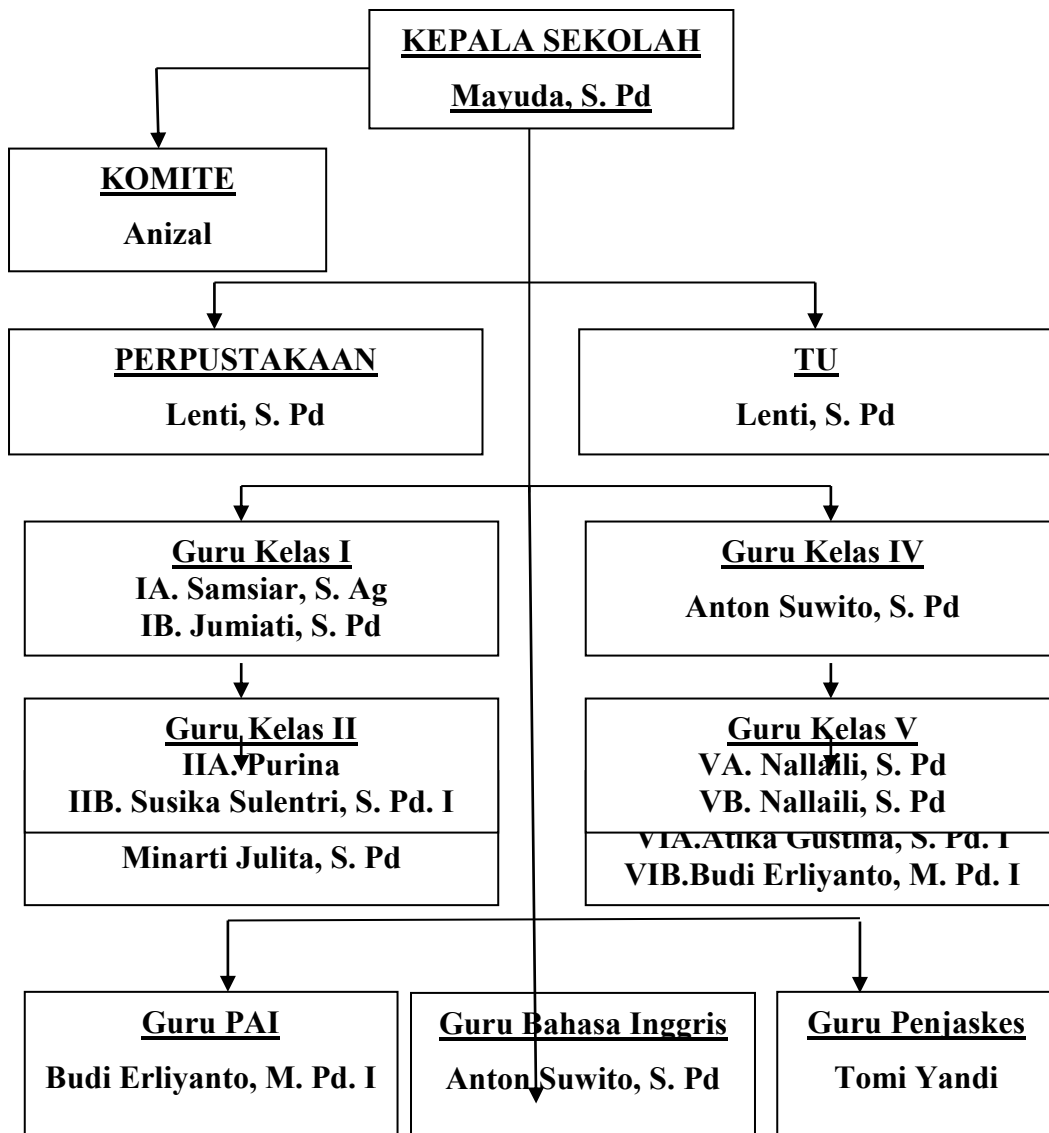 KEPALA SEKOLAH
Mayuda, S. Pd
KOMITE
Anizal
PERPUSTAKAAN
Lenti, S. Pd
TU
Lenti, S. Pd
Guru Kelas I
IA. Samsiar, S. Ag
IB. Jumiati, S. Pd
Guru Kelas IV
Anton Suwito, S. Pd
Guru Kelas II
IIA. Purina
IIB. Susika Sulentri, S. Pd. I
Minarti Julita, S. Pd
Guru Kelas V
VA. Nallaili, S. Pd
VB. Nallaili, S. Pd
VIA.Atika Gustina, S. Pd. I
VIB.Budi Erliyanto, M. Pd. I
Guru PAI
Budi Erliyanto, M. Pd. I
Guru Bahasa Inggris
Anton Suwito, S. Pd
Guru Penjaskes
Tomi Yandi